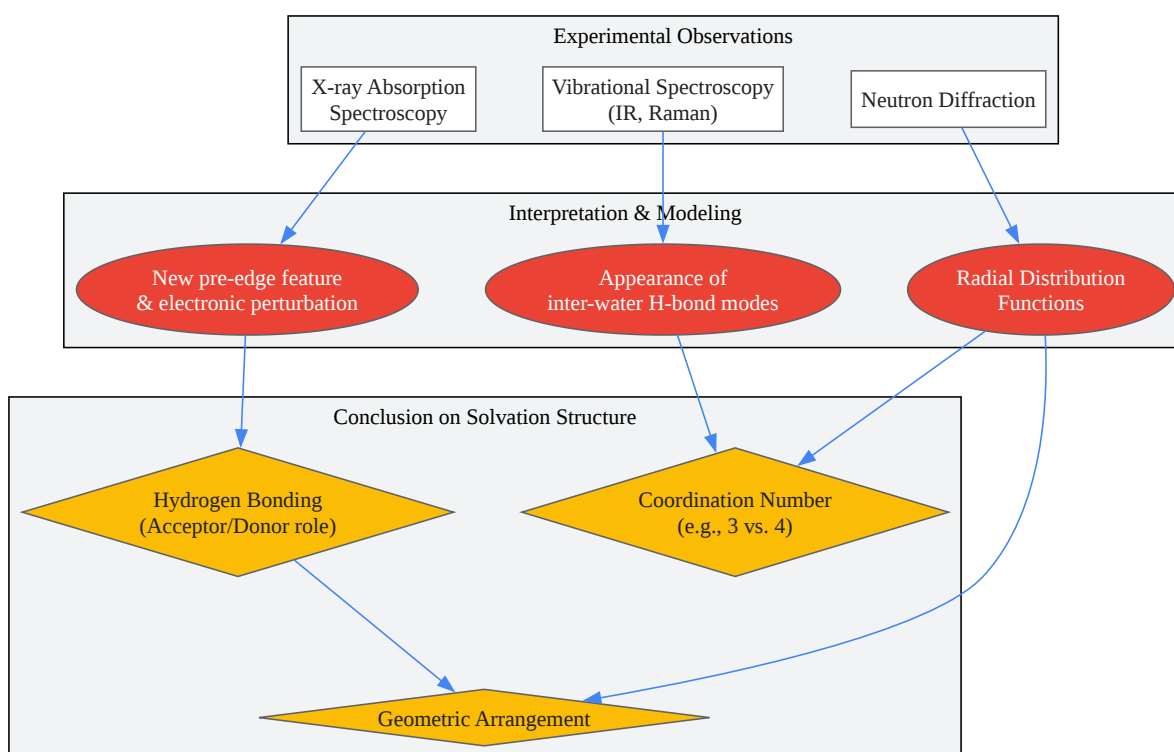 Experimental Observations
X-ray Absorption
Spectroscopy
Vibrational Spectroscopy
(IR, Raman)
Neutron Diffraction
Interpretation & Modeling
New pre-edge feature
& electronic perturbation
Appearance of
inter-water H-bond modes
Radial Distribution
Functions
Conclusion on Solvation Structure
Hydrogen Bonding
(Acceptor/Donor role)
Coordination Number
(e.g., 3 vs. 4)
Geometric Arrangement